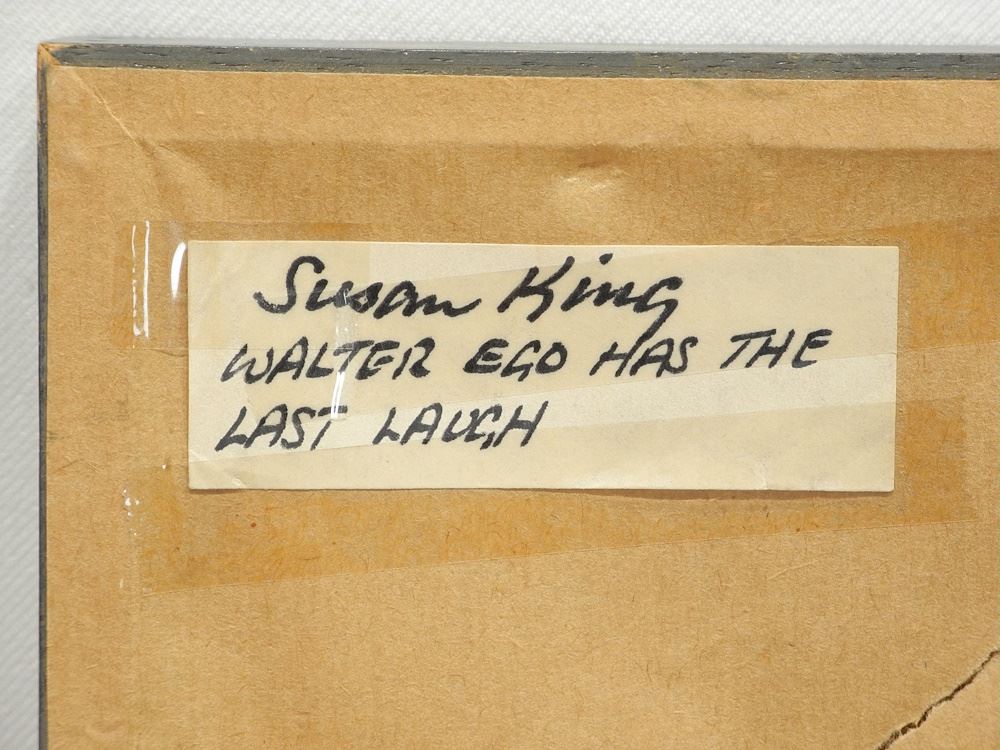 Susan King
WALTER EGO HAS THE
LAST LAUGH